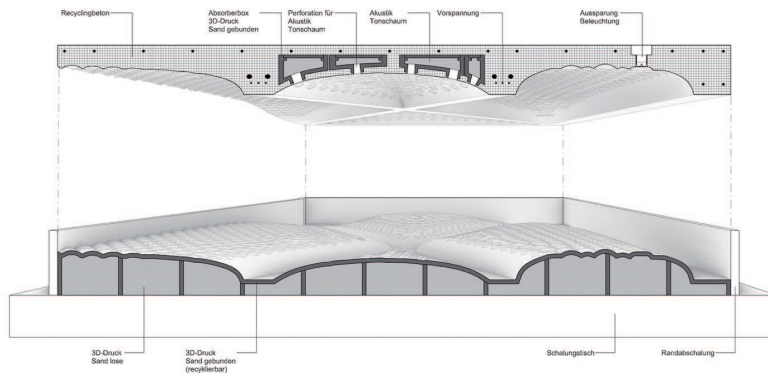 Recyclingbeton
Absorberbox
3D-Druck
Sand gebunden
Perforation für
Akustik
Tonschaum
Akustik
Tonschaum
Vorspannung
Aussparung
Beleuchtung
3D-Druck
Sand lose
3D-Druck
Sand gebunden
(recyklierbar)
Schalungstisch
Randabschalung